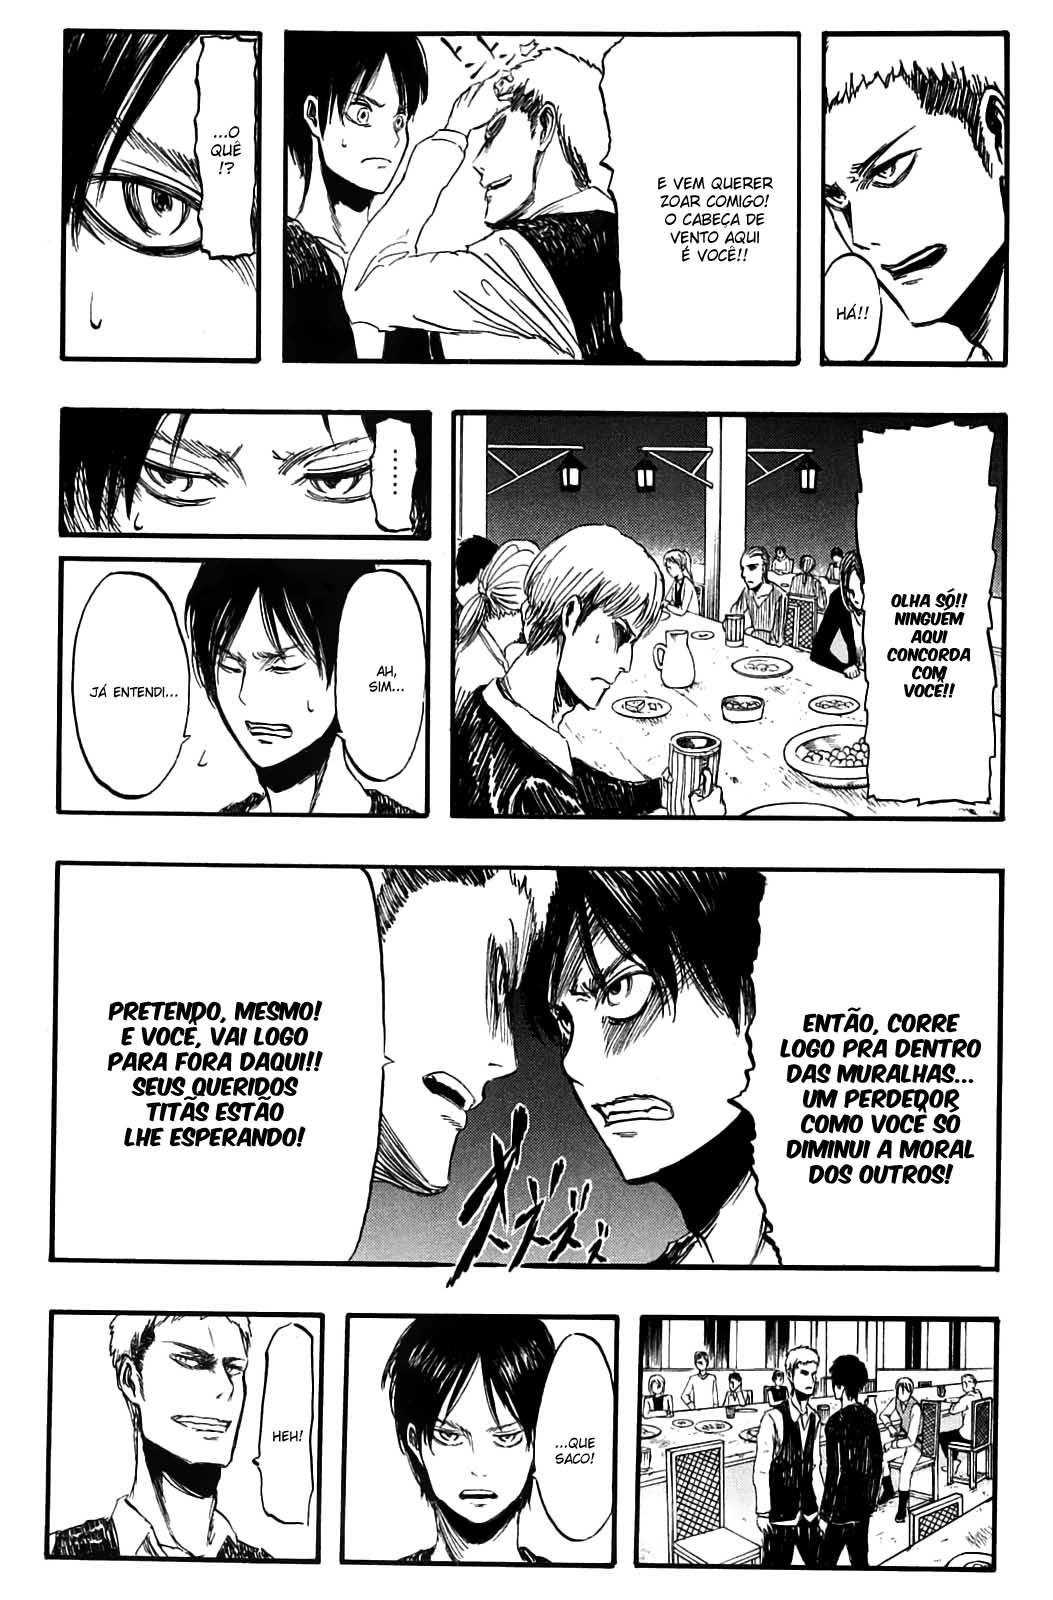 HÁ!!
E VEM QUERER
ZOAR COMIGO!
O CABEÇA DE
VENTO AQUI
É VOCÊ!!
...O
QUÊ
!?
OLHA SÓ!!
NINGUÉM
AQUI
CONCORDA
COM
VOCÊ!!
......
AH,
SIM...
JÁ ENTENDI...
ENTÃO, CORRE
LOGO PRA DENTRO
DAS MURALHAS...
UM PERDEDOR
COMO VOCÊ SÓ
DIMINUI A MORAL
DOS OUTROS!
PRETENDO, MESMO!
E VOCÊ, VAI LOGO
PARA FORA DAQUI!!
SEUS QUERIDOS
TITÃS ESTÃO
LHE ESPERANDO!
...QUE
SACO!
HEH!